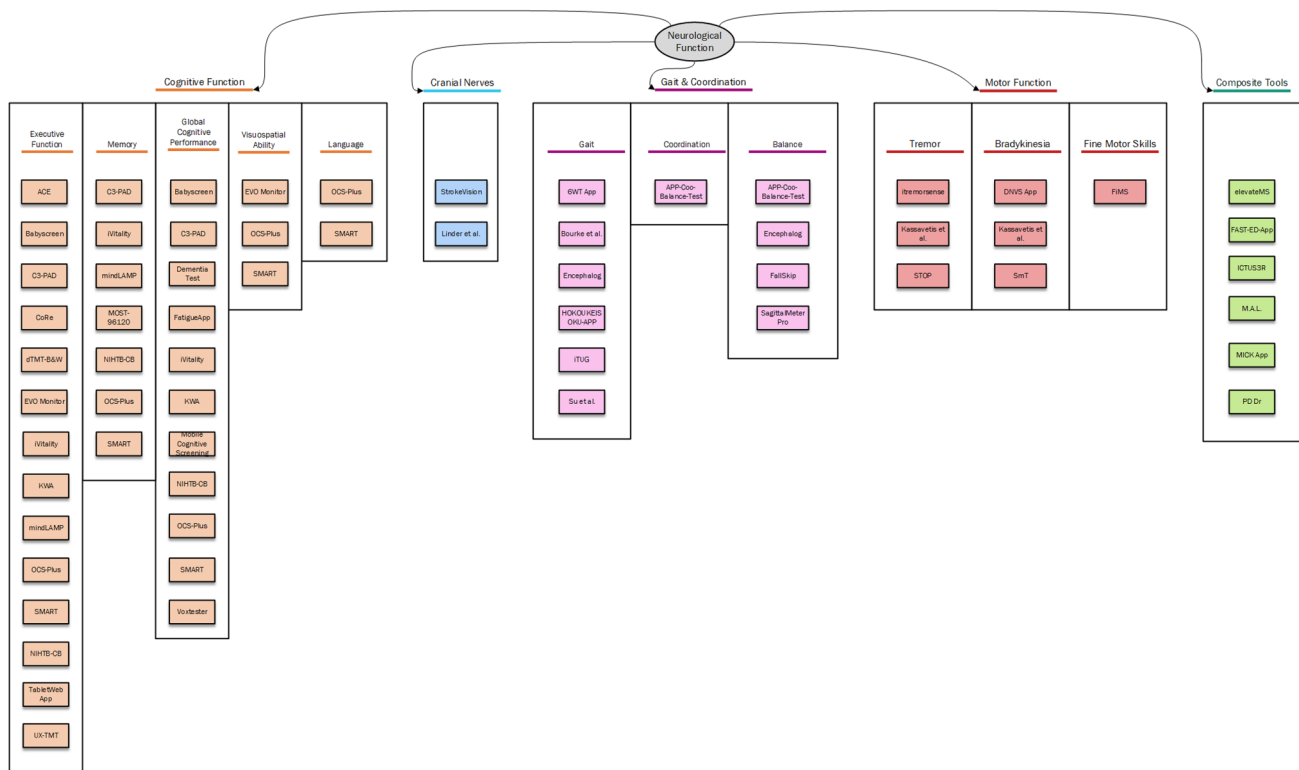 Neurological
Function
Cognitive Function
Cranial Nerves
Gait & Coordination
Motor Function
Composite Tools
Executive
Function
Memory
Global
Cognitive
Performance
Visuospatial
Ability
Language
Gait
Coordination
Balance
Tremor
Bradykinesia
Fine Motor Skills
ACE
Babyscreen
C3-PAD
CoRe
dTMT-B&W
EVO Monitor
iVitality
KWA
mindLAMP
OCS-Plus
SMART
NIHTB-CB
TabletWeb
App
UX-TMT
C3-PAD
iVitality
mindLAMP
MOST-
96120
NIHTB-CB
OCS-Plus
SMART
Babyscreen
C3-PAD
Dementia
Test
FatigueApp
iVitality
KWA
Mobile
Cognitive
Screening
NIHTB-CB
OCS-Plus
SMART
Voxtester
EVO Monitor
OCS-Plus
SMART
OCS-Plus
SMART
StrokeVision
Linder et al.
6WT App
Bourke et al.
Encephalog
HOKOUKEIS
OKU-APP
iTUG
Su et al.
APP-Coo-
Balance-Test
APP-Coo-
Balance-Test
Encephalog
FallSkip
SagittalMeter
Pro
itremorsense
Kassavetis et
al.
STOP
DNVS App
Kassavetis et
al.
SmT
FiMS
elevateMS
FAST-ED-App
iCTUS3R
M.A.L.
MICK App
PD Dr